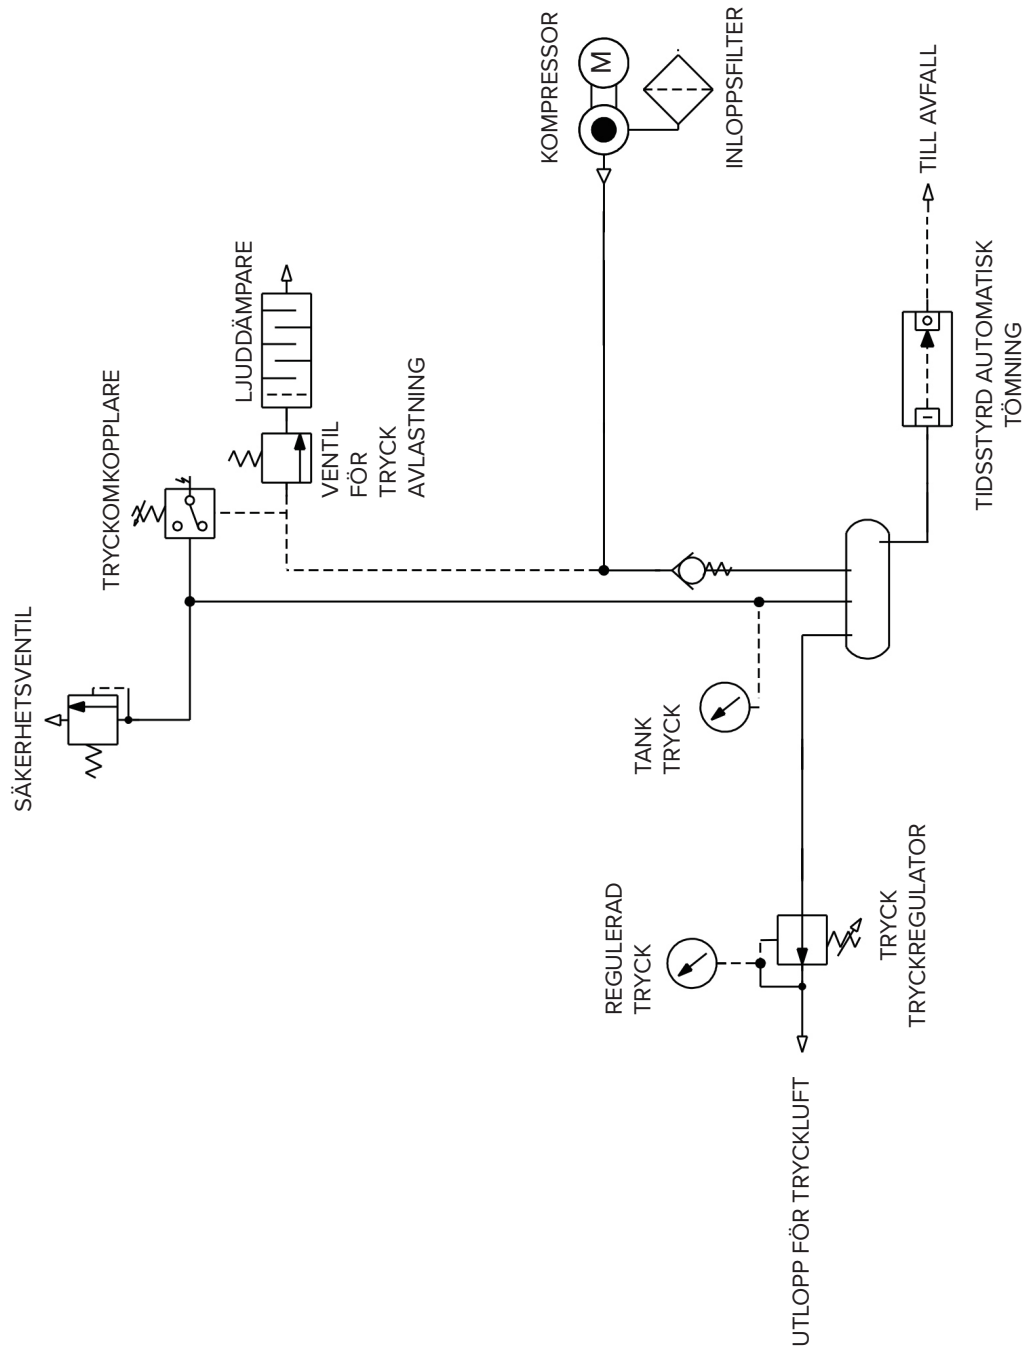 SÄKERHETSVENTIL
TRYCKOMKOPPLARE
LJUDDÄMPARE
VENTIL
FÖR
TRYCK
AVLASTNING
KOMPRESSOR
M
INLOPPSFILTER
TILL AVFALL
TIDSSTYRD AUTOMATISK
TÖMNING
I
O
TANK
TRYCK
REGULERAD
TRYCK
TRYCK
TRYCKREGULATOR
UTLOPP FÖR TRYCKLUFT